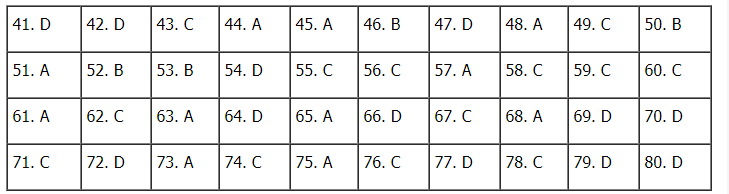 41. D 42. D 43. C 44. A 45. A 46. B 47. D 48. A 49. C 50. B
51. A 52. B 53. B 54. D 55. C 56. C 57. A 58. C 59. C 60. C
61. A 62. C 63. A 64. D 65. A 66. D 67. C 68. A 69. D 70. D
71. C 72. D 73. A 74. C 75. A 76. C 77. D 78. C 79. D 80. D